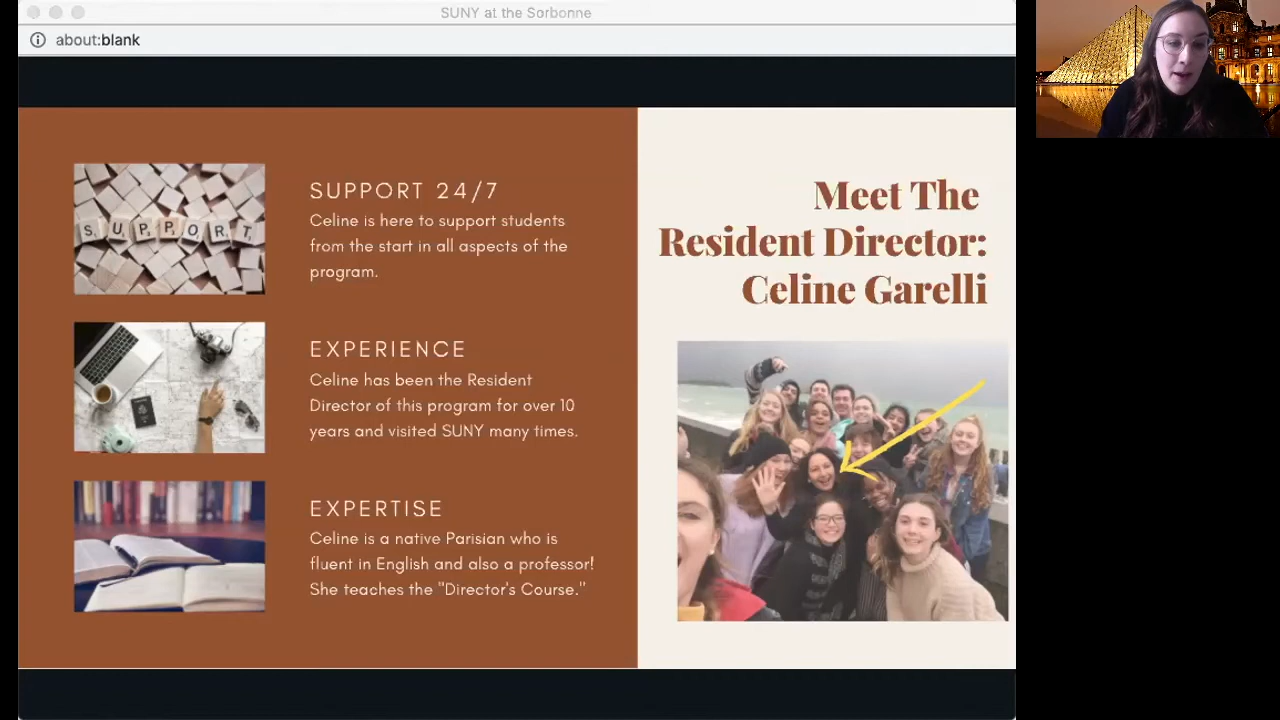 SUNY at the Sorbonne
about:blank
SUPPORT
SUPPORT 24/7
Celine is here to support students
from the start in all aspects of the
program.
EXPERIENCE
Celine has been the Resident
Director of this program for over 10
years and visited SUNY many times.
EXPERTISE
Celine is a native Parisian who is
fluent in English and also a professor!
She teaches the "Director's Course."
Meet The
Resident Director:
Celine Garelli